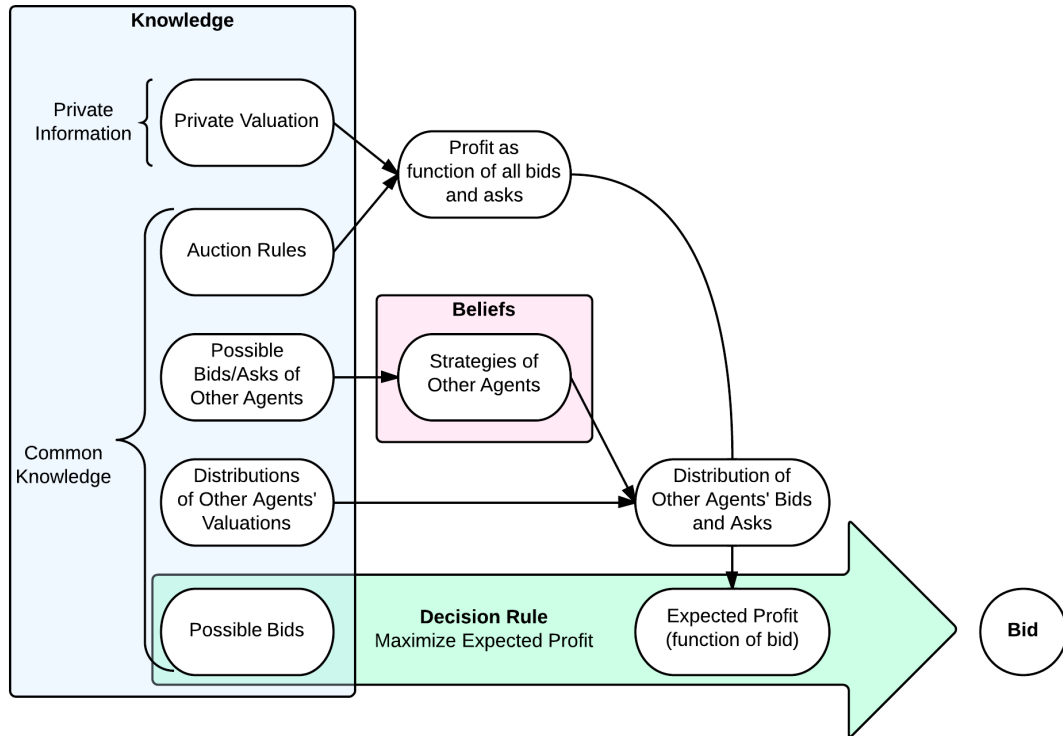 Knowledge
Private
Information
Private Valuation
Profit as
function of all bids
and asks
Auction Rules
Beliefs
Possible
Bids/Asks of
Other Agents
Strategies of
Other Agents
Common
Knowledge
Distributions
of Other Agents'
Valuations
Distribution of
Other Agents' Bids
and Asks
Possible Bids
Decision Rule
Maximize Expected Profit
Expected Profit
(function of bid)
Bid